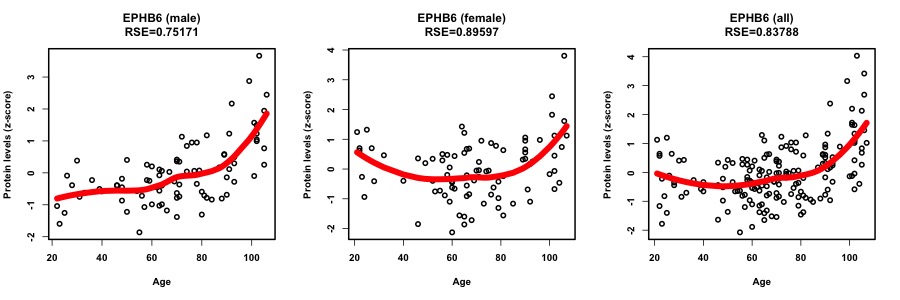 EPHB6 (male)
RSE=0.75171
Protein levels (z-score)
3
2
1
0
-1
-2
20 40 60 80 100
Age
EPHB6 (female)
RSE=0.89597
Protein levels (z-score)
4
3
2
1
0
-1
-2
20 40 60 80 100
Age
EPHB6 (all)
RSE=0.83788
Protein levels (z-score)
4
3
2
1
0
-1
-2
20 40 60 80 100
Age